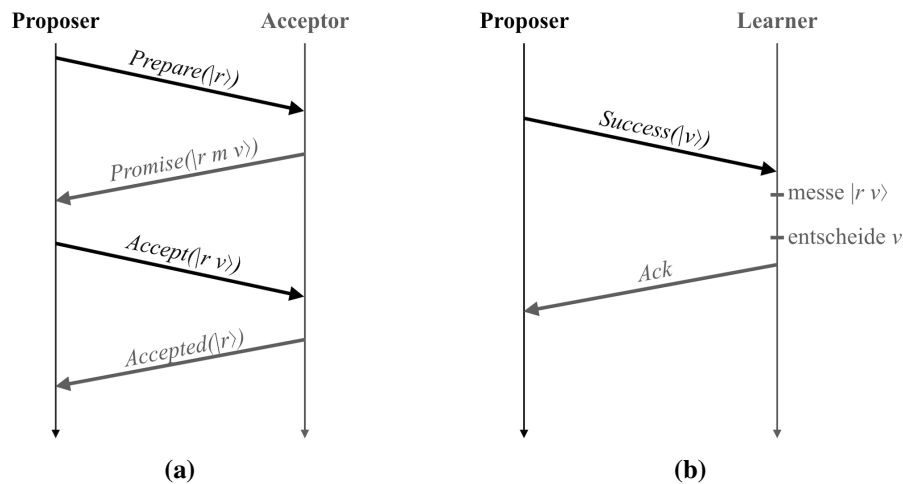 Proposer Acceptor
Prepare(|r⟩)
Promise(|r m v⟩)
Accept(|r v⟩)
Accepted(|r⟩)
(a)
Proposer Learner
Success(|v⟩)
messe |r v⟩
entscheide v
Ack
(b)